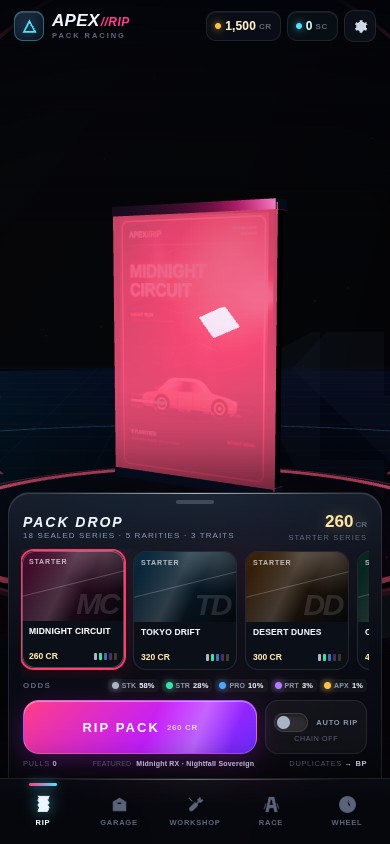 APEX//RIP
PACK RACING
1,500 CR
0 SC
APEX//RIP
MIDNIGHT
CIRCUIT
PACK DROP
18 SEALED SERIES · 5 RARITIES · 3 TRAITS
260 CR
STARTER SERIES
STARTER
MC
MIDNIGHT CIRCUIT
260 CR
STARTER
TD
TOKYO DRIFT
320 CR
STARTER
DD
DESERT DUNES
300 CR
ODDS
STK 58%
STR 28%
PRO 10%
PRT 3%
APX 1%
RIP PACK 260 CR
AUTO RIP
CHAIN OFF
PULLS 0
FEATURED Midnight RX · Nightfall Sovereign
DUPLICATES → BP
RIP
GARAGE
WORKSHOP
RACE
WHEEL